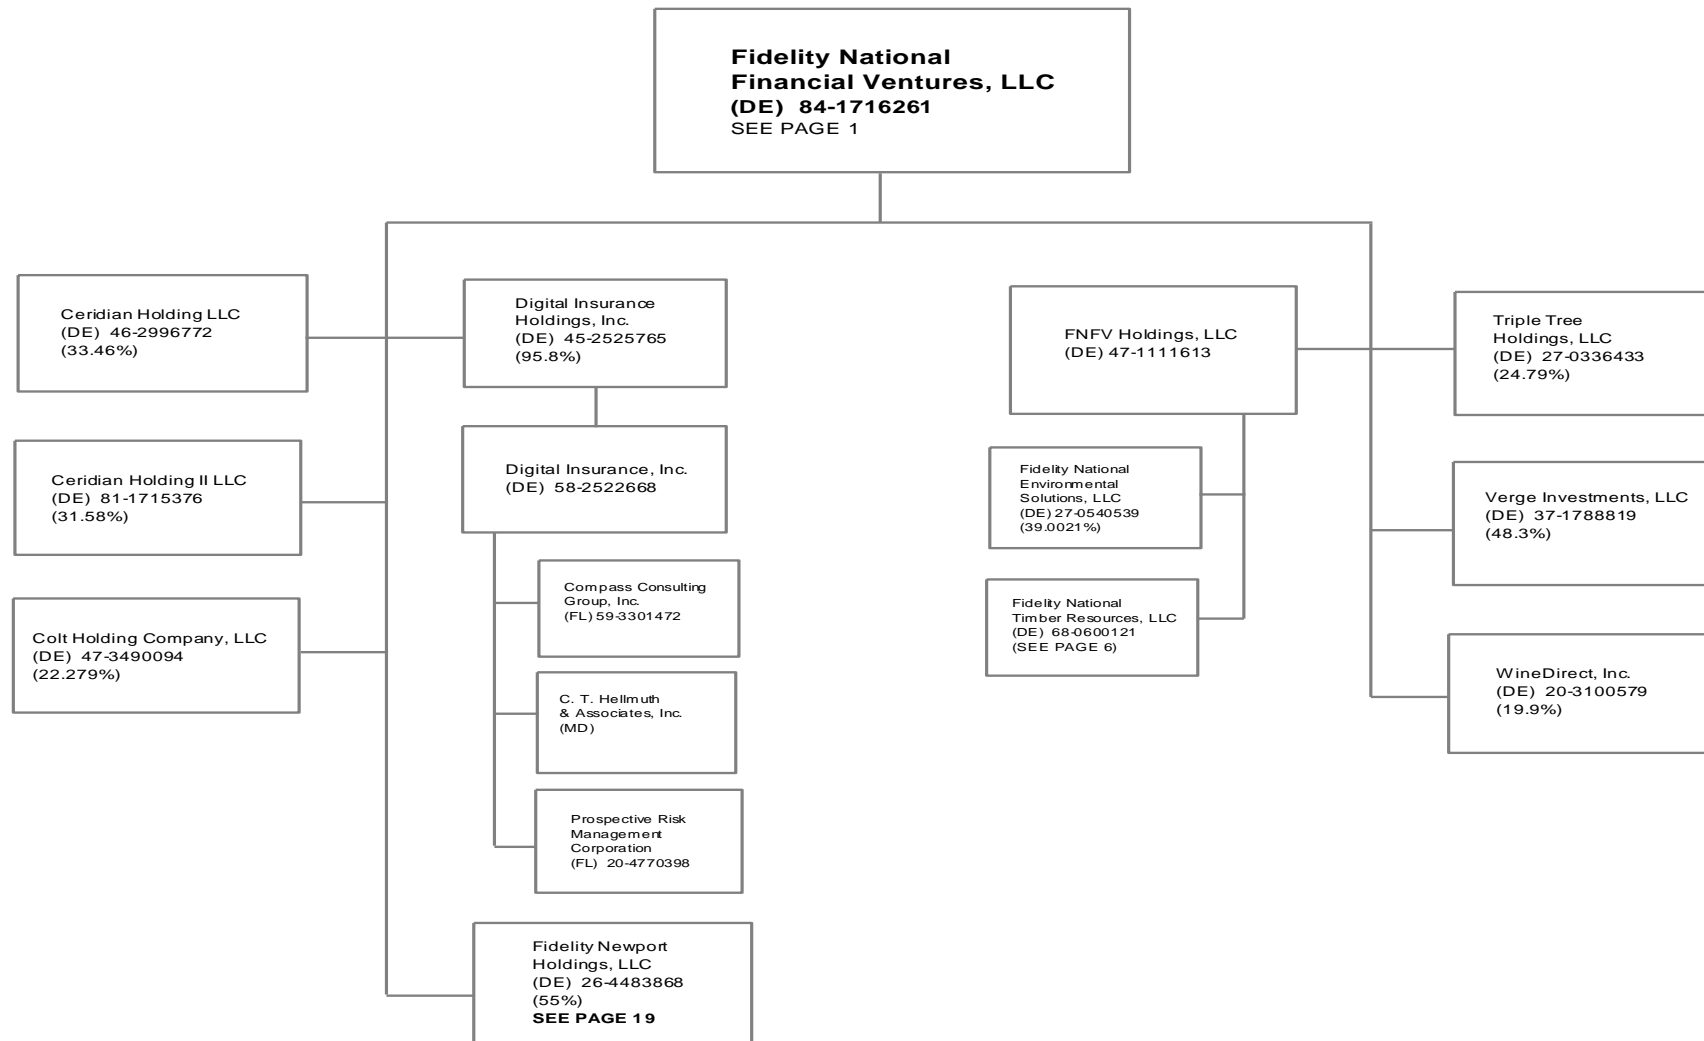 Fidelity National
Financial Ventures, LLC
(DE) 84-1716261
SEE PAGE 1
Ceridian Holding LLC
(DE) 46-2996772
(33.46%)
Digital Insurance
Holdings, Inc.
(DE) 45-2525765
(95.8%)
FNFV Holdings, LLC
(DE) 47-1111613
Triple Tree
Holdings, LLC
(DE) 27-0336433
(24.79%)
Ceridian Holding II LLC
(DE) 81-1715376
(31.58%)
Digital Insurance, Inc.
(DE) 58-2522668
Fidelity National
Environmental
Solutions, LLC
(DE) 27-0540539
(39.0021%)
Verge Investments, LLC
(DE) 37-1788819
(48.3%)
Compass Consulting
Group, Inc.
(FL) 59-3301472
Fidelity National
Timber Resources, LLC
(DE) 68-0600121
(SEE PAGE 6)
Colt Holding Company, LLC
(DE) 47-3490094
(22.279%)
C. T. Hellmuth
& Associates, Inc.
(MD)
WineDirect, Inc.
(DE) 20-3100579
(19.9%)
Prospective Risk
Management
Corporation
(FL) 20-4770398
Fidelity Newport
Holdings, LLC
(DE) 26-4483868
(55%)
SEE PAGE 19